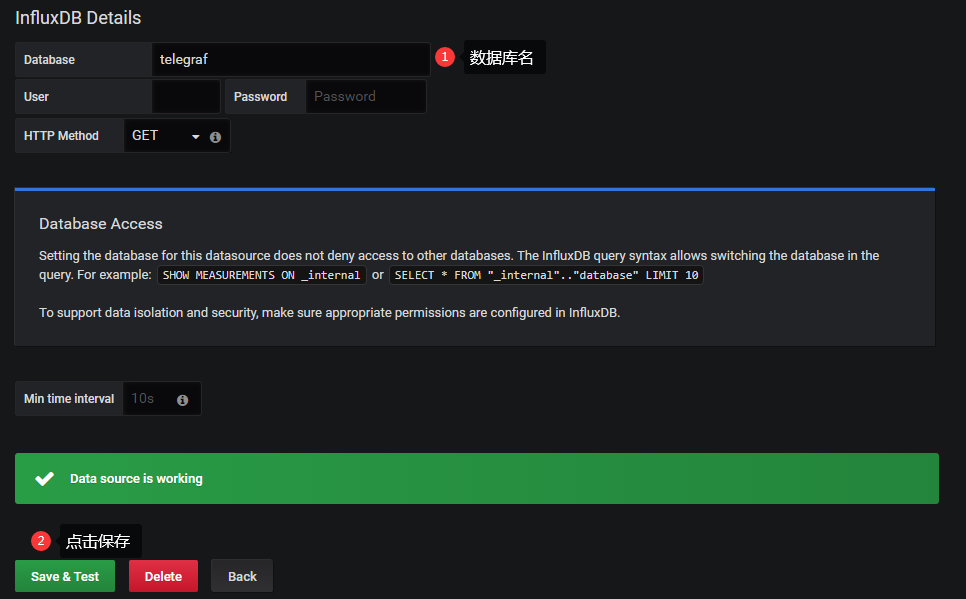 InfluxDB Details
Database telegraf 1 数据库名
User Password Password
HTTP Method GET
Database Access
Setting the database for this datasource does not deny access to other databases. The InfluxDB query syntax allows switching the database in the
query. For example: SHOW MEASUREMENTS ON _internal or SELECT * FROM "_internal".."database" LIMIT 10
To support data isolation and security, make sure appropriate permissions are configured in InfluxDB.
Min time interval 10s
Data source is working
2 点击保存
Save & Test Delete Back